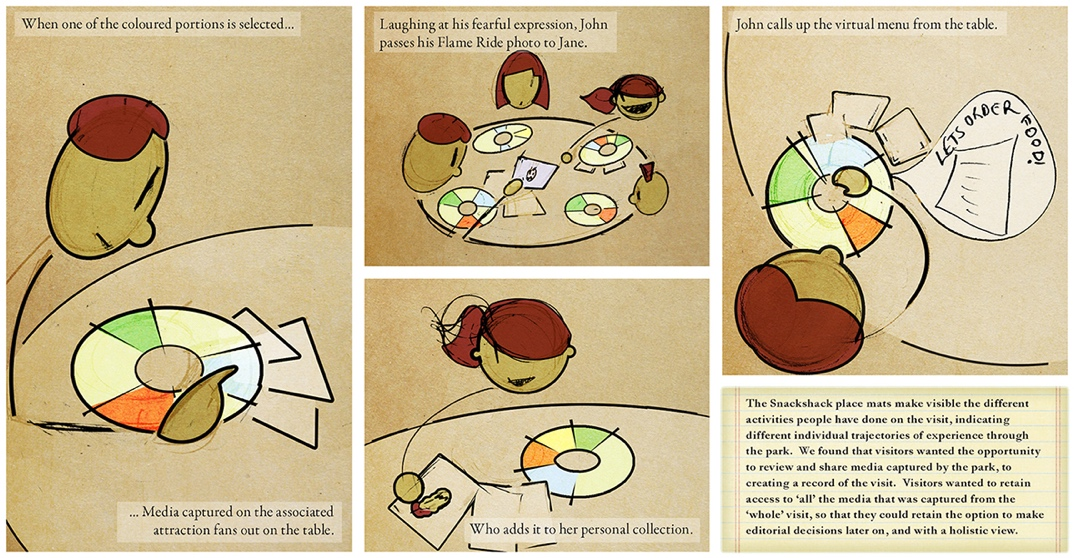 When one of the coloured portions is selected...
... Media captured on the associated
attraction fans out on the table.
Laughing at his fearful expression, John
passes his Flame Ride photo to Jane.
Who adds it to her personal collection.
John calls up the virtual menu from the table.
LETS ORDER FOOD!
The Snackshack place mats make visible the different
activities people have done on the visit, indicating
different individual trajectories of experience through
the park. We found that visitors wanted the opportunity
to review and share media captured by the park, to
creating a record of the visit. Visitors wanted to retain
access to ‘all’ the media that was captured from the
‘whole’ visit, so that they could retain the option to make
editorial decisions later on, and with a holistic view.